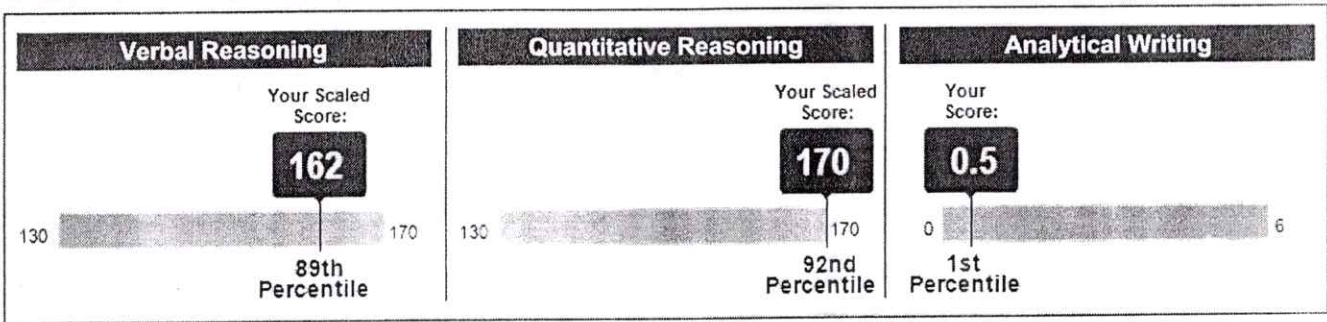 Verbal Reasoning
Your Scaled
Score:
162
130
170
89th
Percentile
Quantitative Reasoning
Your Scaled
Score:
170
130
170
92nd
Percentile
Analytical Writing
Your
Score:
0.5
0
6
1st
Percentile